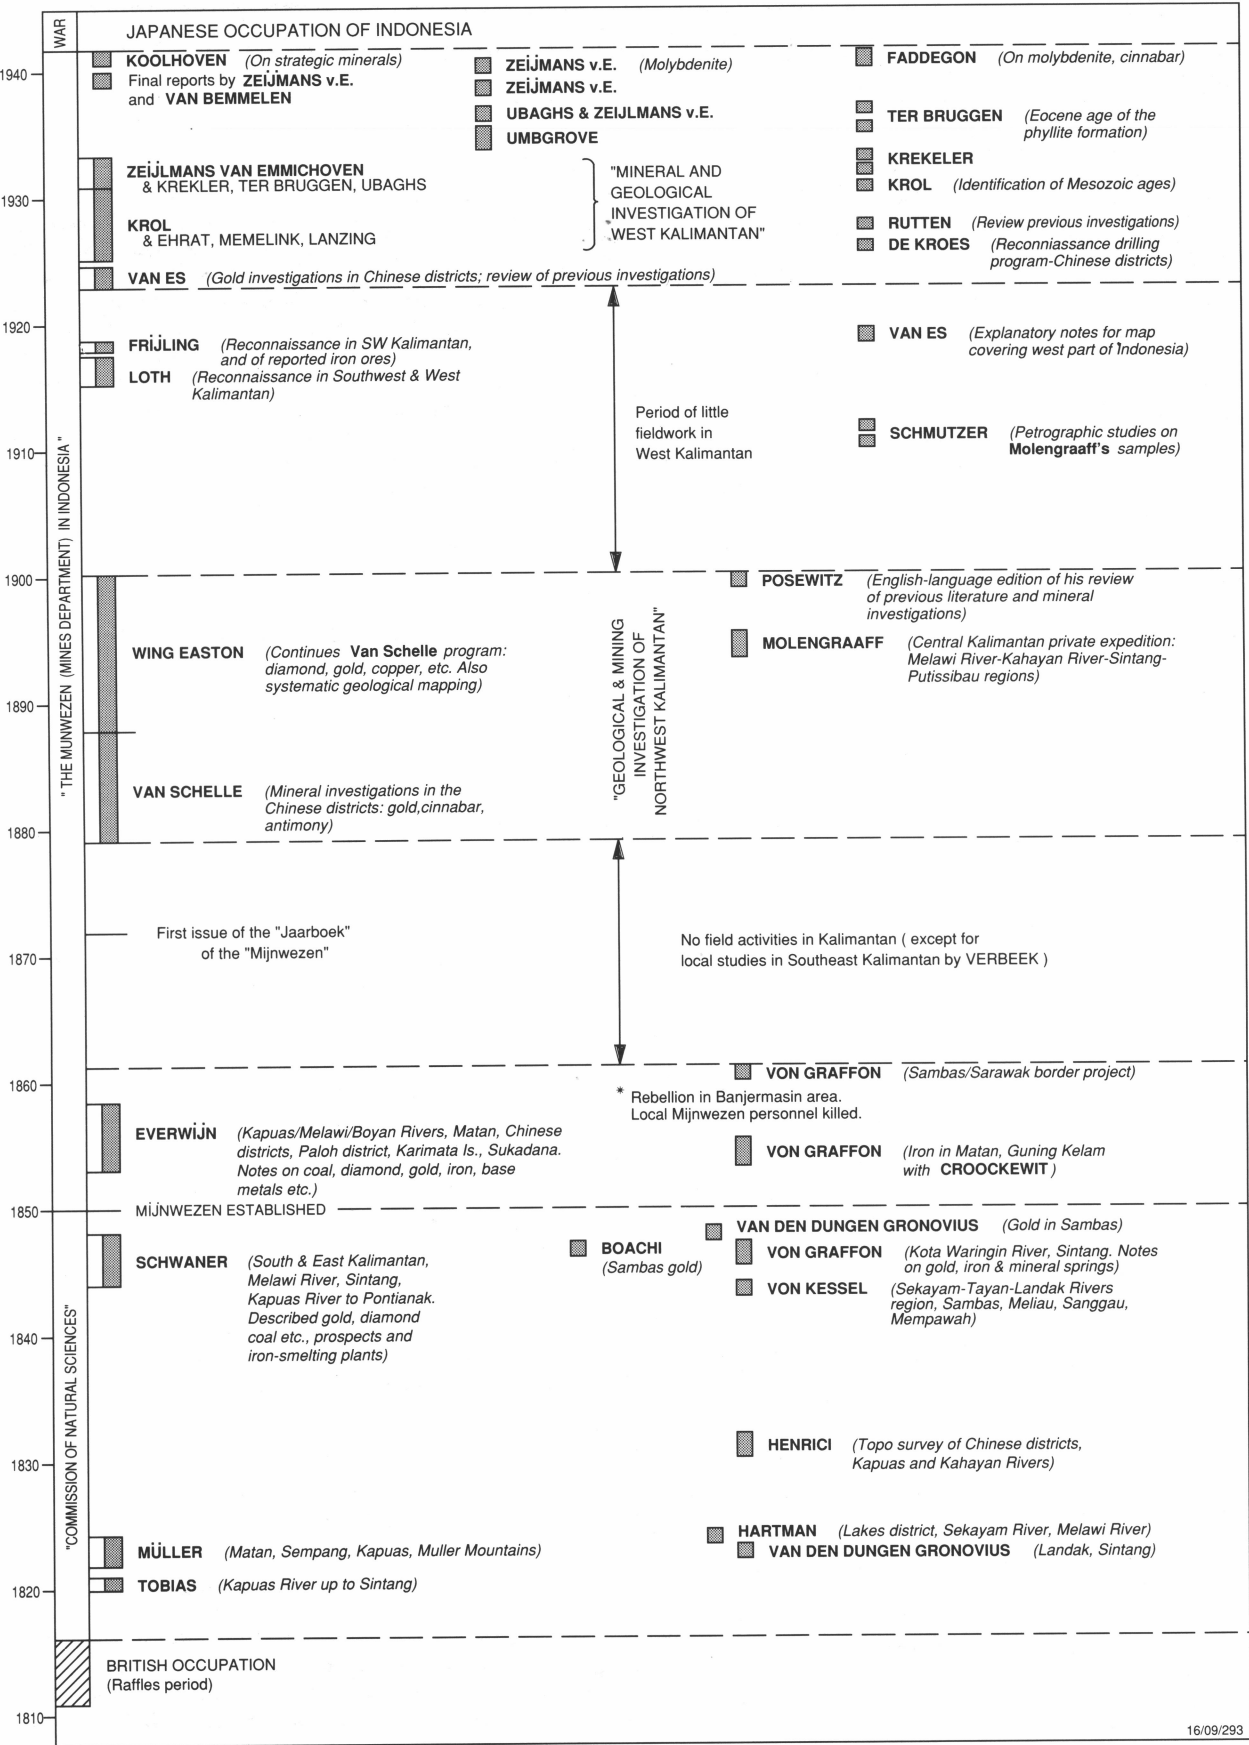 WAR
JAPANESE OCCUPATION OF INDONESIA
1940
KOOLHOVEN (On strategic minerals)
Final reports by ZEIJMANS v.E.
and VAN BEMMELEN
ZEIJMANS v.E. (Molybdenite)
ZEIJMANS v.E.
UBAGHS & ZEIJLMANS v.E.
UMBGROVE
FADDEGON (On molybdenite, cinnabar)
TER BRUGGEN (Eocene age of the
phyllite formation)
KREKELER
KROL (Identification of Mesozoic ages)
RUTTEN (Review previous investigations)
DE KROES (Reconniassance drilling
program-Chinese districts)
ZEIJLMANS VAN EMMICHOVEN
& KREKLER, TER BRUGGEN, UBAGHS
1930
KROL
& EHRAT, MEMELINK, LANZING
"MINERAL AND
GEOLOGICAL
INVESTIGATION OF
WEST KALIMANTAN"
VAN ES (Gold investigations in Chinese districts; review of previous investigations)
1920
FRIJLING (Reconnaissance in SW Kalimantan,
and of reported iron ores)
LOTH (Reconnaissance in Southwest & West
Kalimantan)
VAN ES (Explanatory notes for map
covering west part of Indonesia)
Period of little
fieldwork in
West Kalimantan
SCHMUTZER (Petrographic studies on
Molengraaff's samples)
1910
"THE MUNWEZEN (MINES DEPARTMENT) IN INDONESIA"
1900
POSEWITZ (English-language edition of his review
of previous literature and mineral
investigations)
WING EASTON (Continues Van Schelle program:
diamond, gold, copper, etc. Also
systematic geological mapping)
"GEOLOGICAL & MINING
INVESTIGATION OF
NORTHWEST KALIMANTAN"
MOLENGRAAFF (Central Kalimantan private expedition:
Melawi River-Kahayan River-Sintang-
Putissibau regions)
1890
VAN SCHELLE (Mineral investigations in the
Chinese districts: gold,cinnabar,
antimony)
1880
First issue of the "Jaarboek"
of the "Mijnwezen"
No field activities in Kalimantan ( except for
local studies in Southeast Kalimantan by VERBEEK )
1870
1860
VON GRAFFON (Sambas/Sarawak border project)
* Rebellion in Banjermasin area.
Local Mijnwezen personnel killed.
EVERWIJN (Kapuas/Melawi/Boyan Rivers, Matan, Chinese
districts, Paloh district, Karimata Is., Sukadana.
Notes on coal, diamond, gold, iron, base
metals etc.)
VON GRAFFON (Iron in Matan, Guning Kelam
with CROOCKEWIT)
1850
MIJNWEZEN ESTABLISHED
SCHWANER (South & East Kalimantan,
Melawi River, Sintang,
Kapuas River to Pontianak.
Described gold, diamond
coal etc., prospects and
iron-smelting plants)
BOACHI
(Sambas gold)
VAN DEN DUNGEN GRONOVIUS (Gold in Sambas)
VON GRAFFON (Kota Waringin River, Sintang. Notes
on gold, iron & mineral springs)
VON KESSEL (Sekayam-Tayan-Landak Rivers
region, Sambas, Meliau, Sanggau,
Mempawah)
1840
"COMMISSION OF NATURAL SCIENCES"
HENRICI (Topo survey of Chinese districts,
Kapuas and Kahayan Rivers)
1830
HARTMAN (Lakes district, Sekayam River, Melawi River)
VAN DEN DUNGEN GRONOVIUS (Landak, Sintang)
MÜLLER (Matan, Sempang, Kapuas, Muller Mountains)
TOBIAS (Kapuas River up to Sintang)
1820
BRITISH OCCUPATION
(Raffles period)
1810
16/09/293